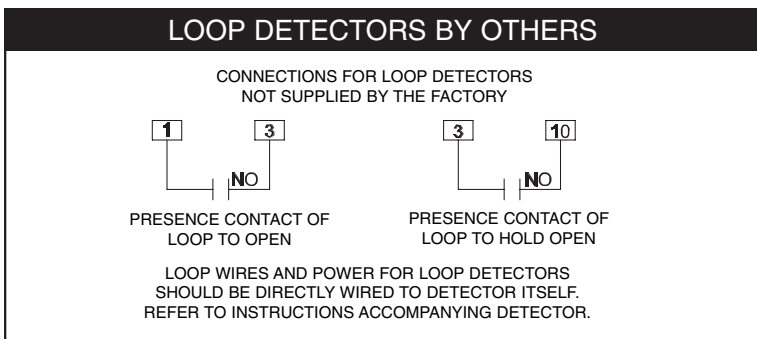 LOOP DETECTORS BY OTHERS
CONNECTIONS FOR LOOP DETECTORS
NOT SUPPLIED BY THE FACTORY
1 3 3 10
NO NO
PRESENCE CONTACT OF PRESENCE CONTACT OF
LOOP TO OPEN LOOP TO HOLD OPEN
LOOP WIRES AND POWER FOR LOOP DETECTORS
SHOULD BE DIRECTLY WIRED TO DETECTOR ITSELF.
REFER TO INSTRUCTIONS ACCOMPANYING DETECTOR.